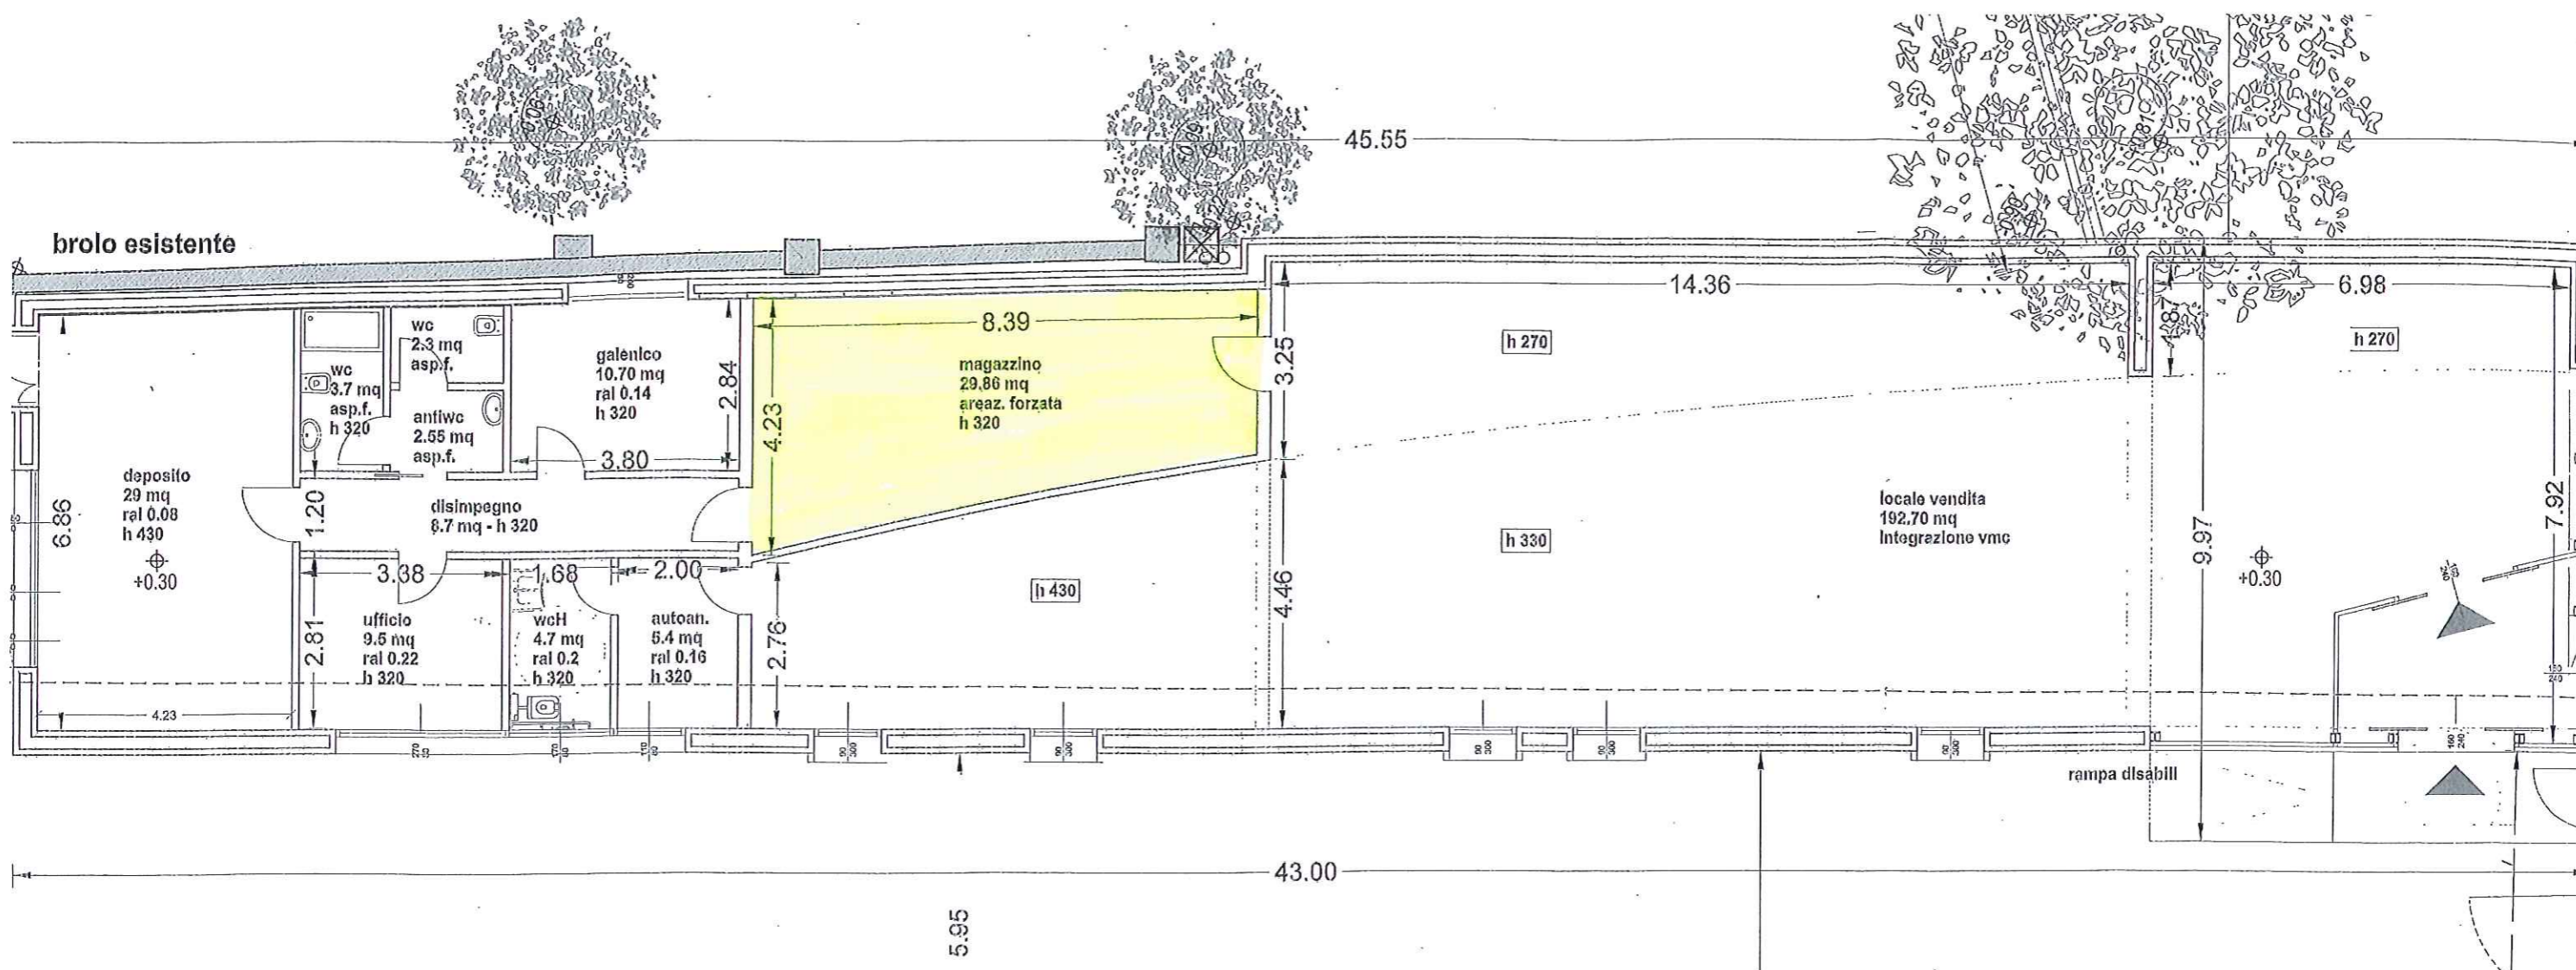 45.55
brolo esistente
14.36
6.98
8.39
h 270
h 270
wc
2.3 mq
asp.f.
galenico
10.70 mq
ral 0.14
h 320
2.84
4.23
magazzino
29.86 mq
areaz. forzata
h 320
3.25
wc
3.7 mq
asp.f.
h 320
antiwc
2.55 mq
asp.f.
3.80
deposito
29 mq
ral 0.08
h 430
+0.30
6.86
1.20
disimpegno
8.7 mq - h 320
locale vendita
192.70 mq
Integrazione vmc
h 330
9.97
7.92
+0.30
3.38
1.68
2.00
h 430
4.46
2.81
ufficio
9.5 mq
ral 0.22
h 320
wcH
4.7 mq
ral 0.2
h 320
autoan.
5.4 mq
ral 0.16
h 320
2.76
4.23
rampa disabili
43.00
5.95